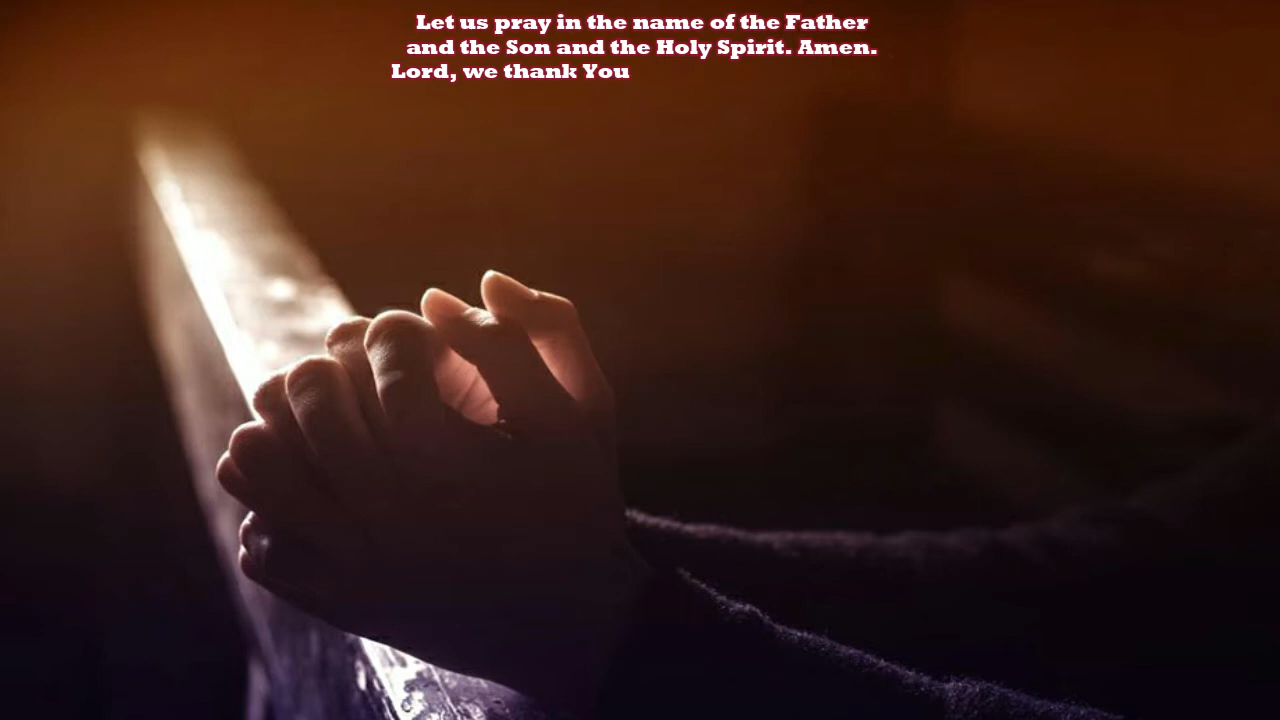 Let us pray in the name of the Father
and the Son and the Holy Spirit. Amen.
Lord, we thank You